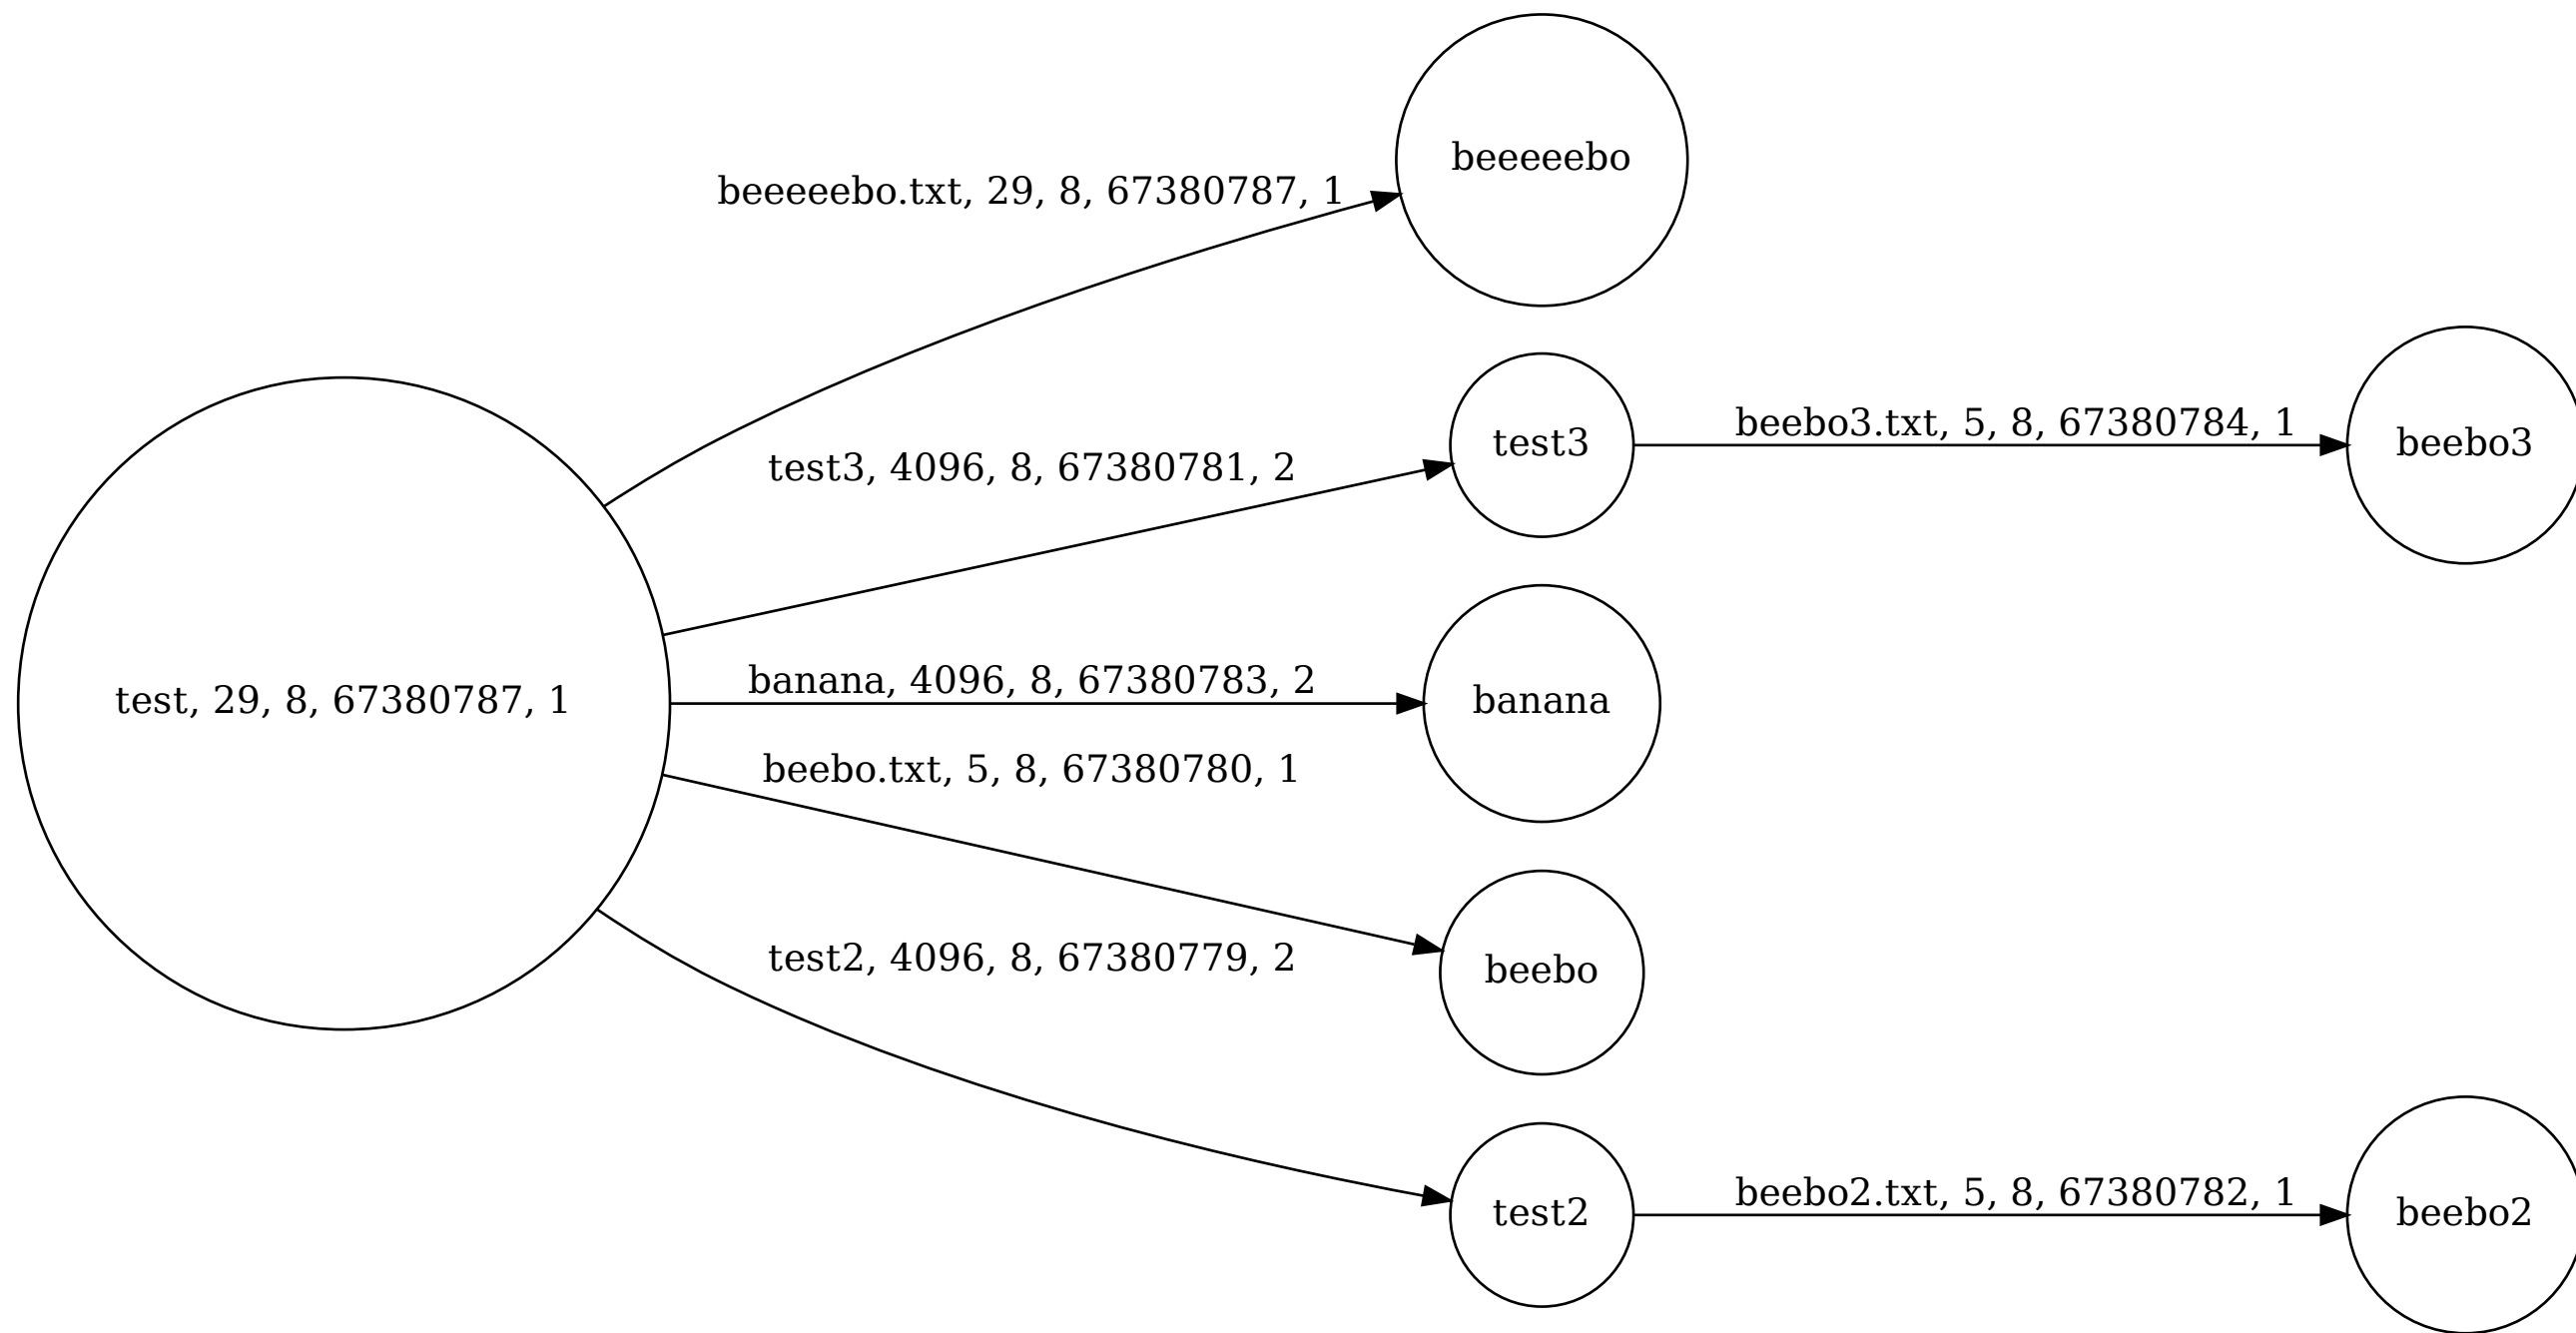 beeeeebo
beeeeebo.txt, 29, 8, 67380787, 1
beebo3.txt, 5, 8, 67380784, 1
test3
beebo3
test3, 4096, 8, 67380781, 2
banana, 4096, 8, 67380783, 2
test, 29, 8, 67380787, 1
banana
beebo.txt, 5, 8, 67380780, 1
test2, 4096, 8, 67380779, 2
beebo
beebo2.txt, 5, 8, 67380782, 1
test2
beebo2